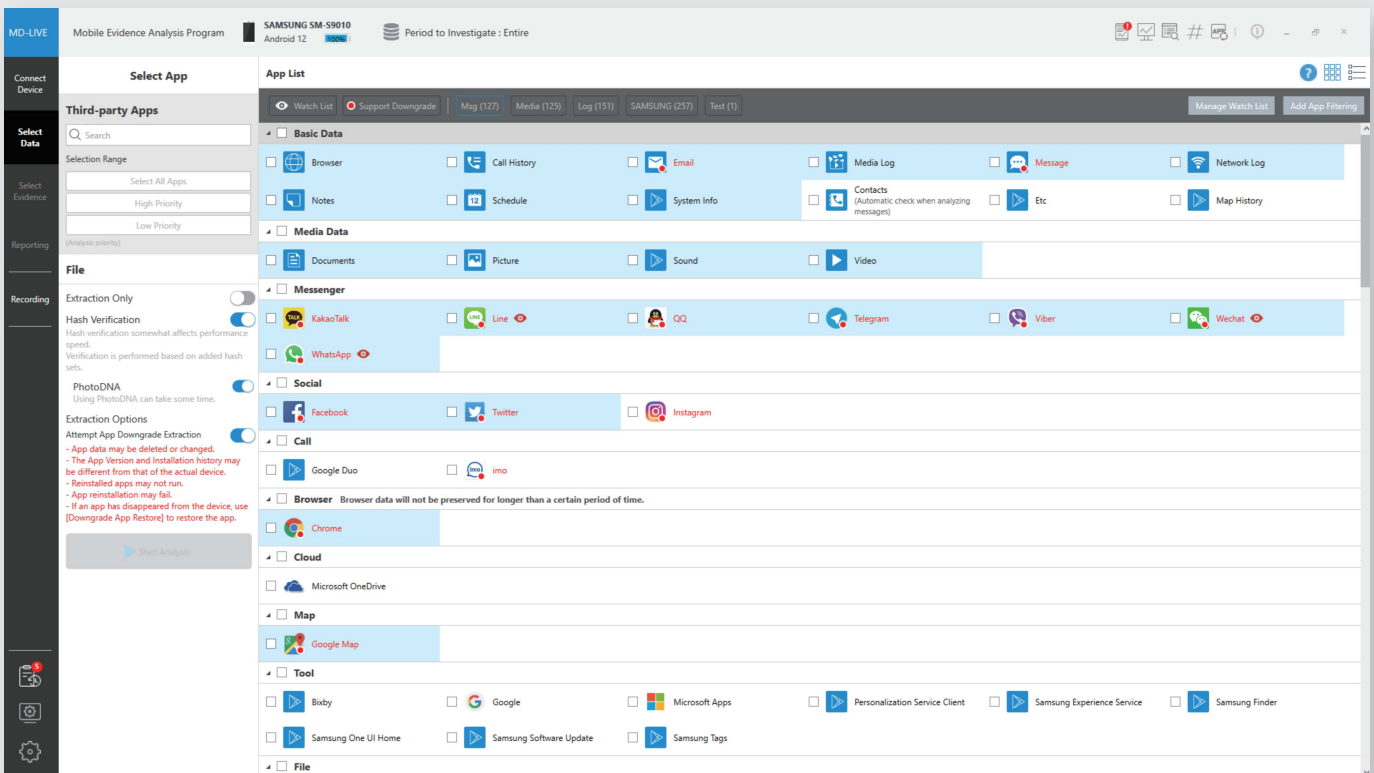 MD-LIVE
Mobile Evidence Analysis Program
SAMSUNG SM-S9010
Android 12 100%
Period to Investigate : Entire
Connect Device
Select Data
Select Evidence
Reporting
Recording
5
Select App
Third-party Apps
Search
Selection Range
Select All Apps
High Priority
Low Priority
(Analysis priority)
File
Extraction Only
Hash Verification
Hash verification somewhat affects performance
speed.
Verification is performed based on added hash
sets.
PhotoDNA
Using PhotoDNA can take some time.
Extraction Options
Attempt App Downgrade Extraction
- App data may be deleted or changed.
- The App Version and Installation history may
be different from that of the actual device.
- Reinstalled apps may not run.
- App reinstallation may fail.
- If an app has disappeared from the device, use
[Downgrade App Restore] to restore the app.
Start Analysis
App List
Watch List Support Downgrade Msg (127) Media (125) Log (151) SAMSUNG (257) Test (1) Manage Watch List Add App Filtering
Basic Data
Browser Call History Email Media Log Message Network Log
Notes 12 Schedule System Info Contacts
(Automatic check when analyzing
messages)
Etc Map History
Media Data
Documents Picture Sound Video
Messenger
TALK KakaoTalk LINE Line QQ Telegram Viber Wechat
WhatsApp
Social
Facebook Twitter Instagram
Call
Google Duo imo imo
Browser Browser data will not be preserved for longer than a certain period of time.
Chrome
Cloud
Microsoft OneDrive
Map
Google Map
Tool
Bixby Google Microsoft Apps Personalization Service Client Samsung Experience Service Samsung Finder
Samsung One UI Home Samsung Software Update Samsung Tags
File